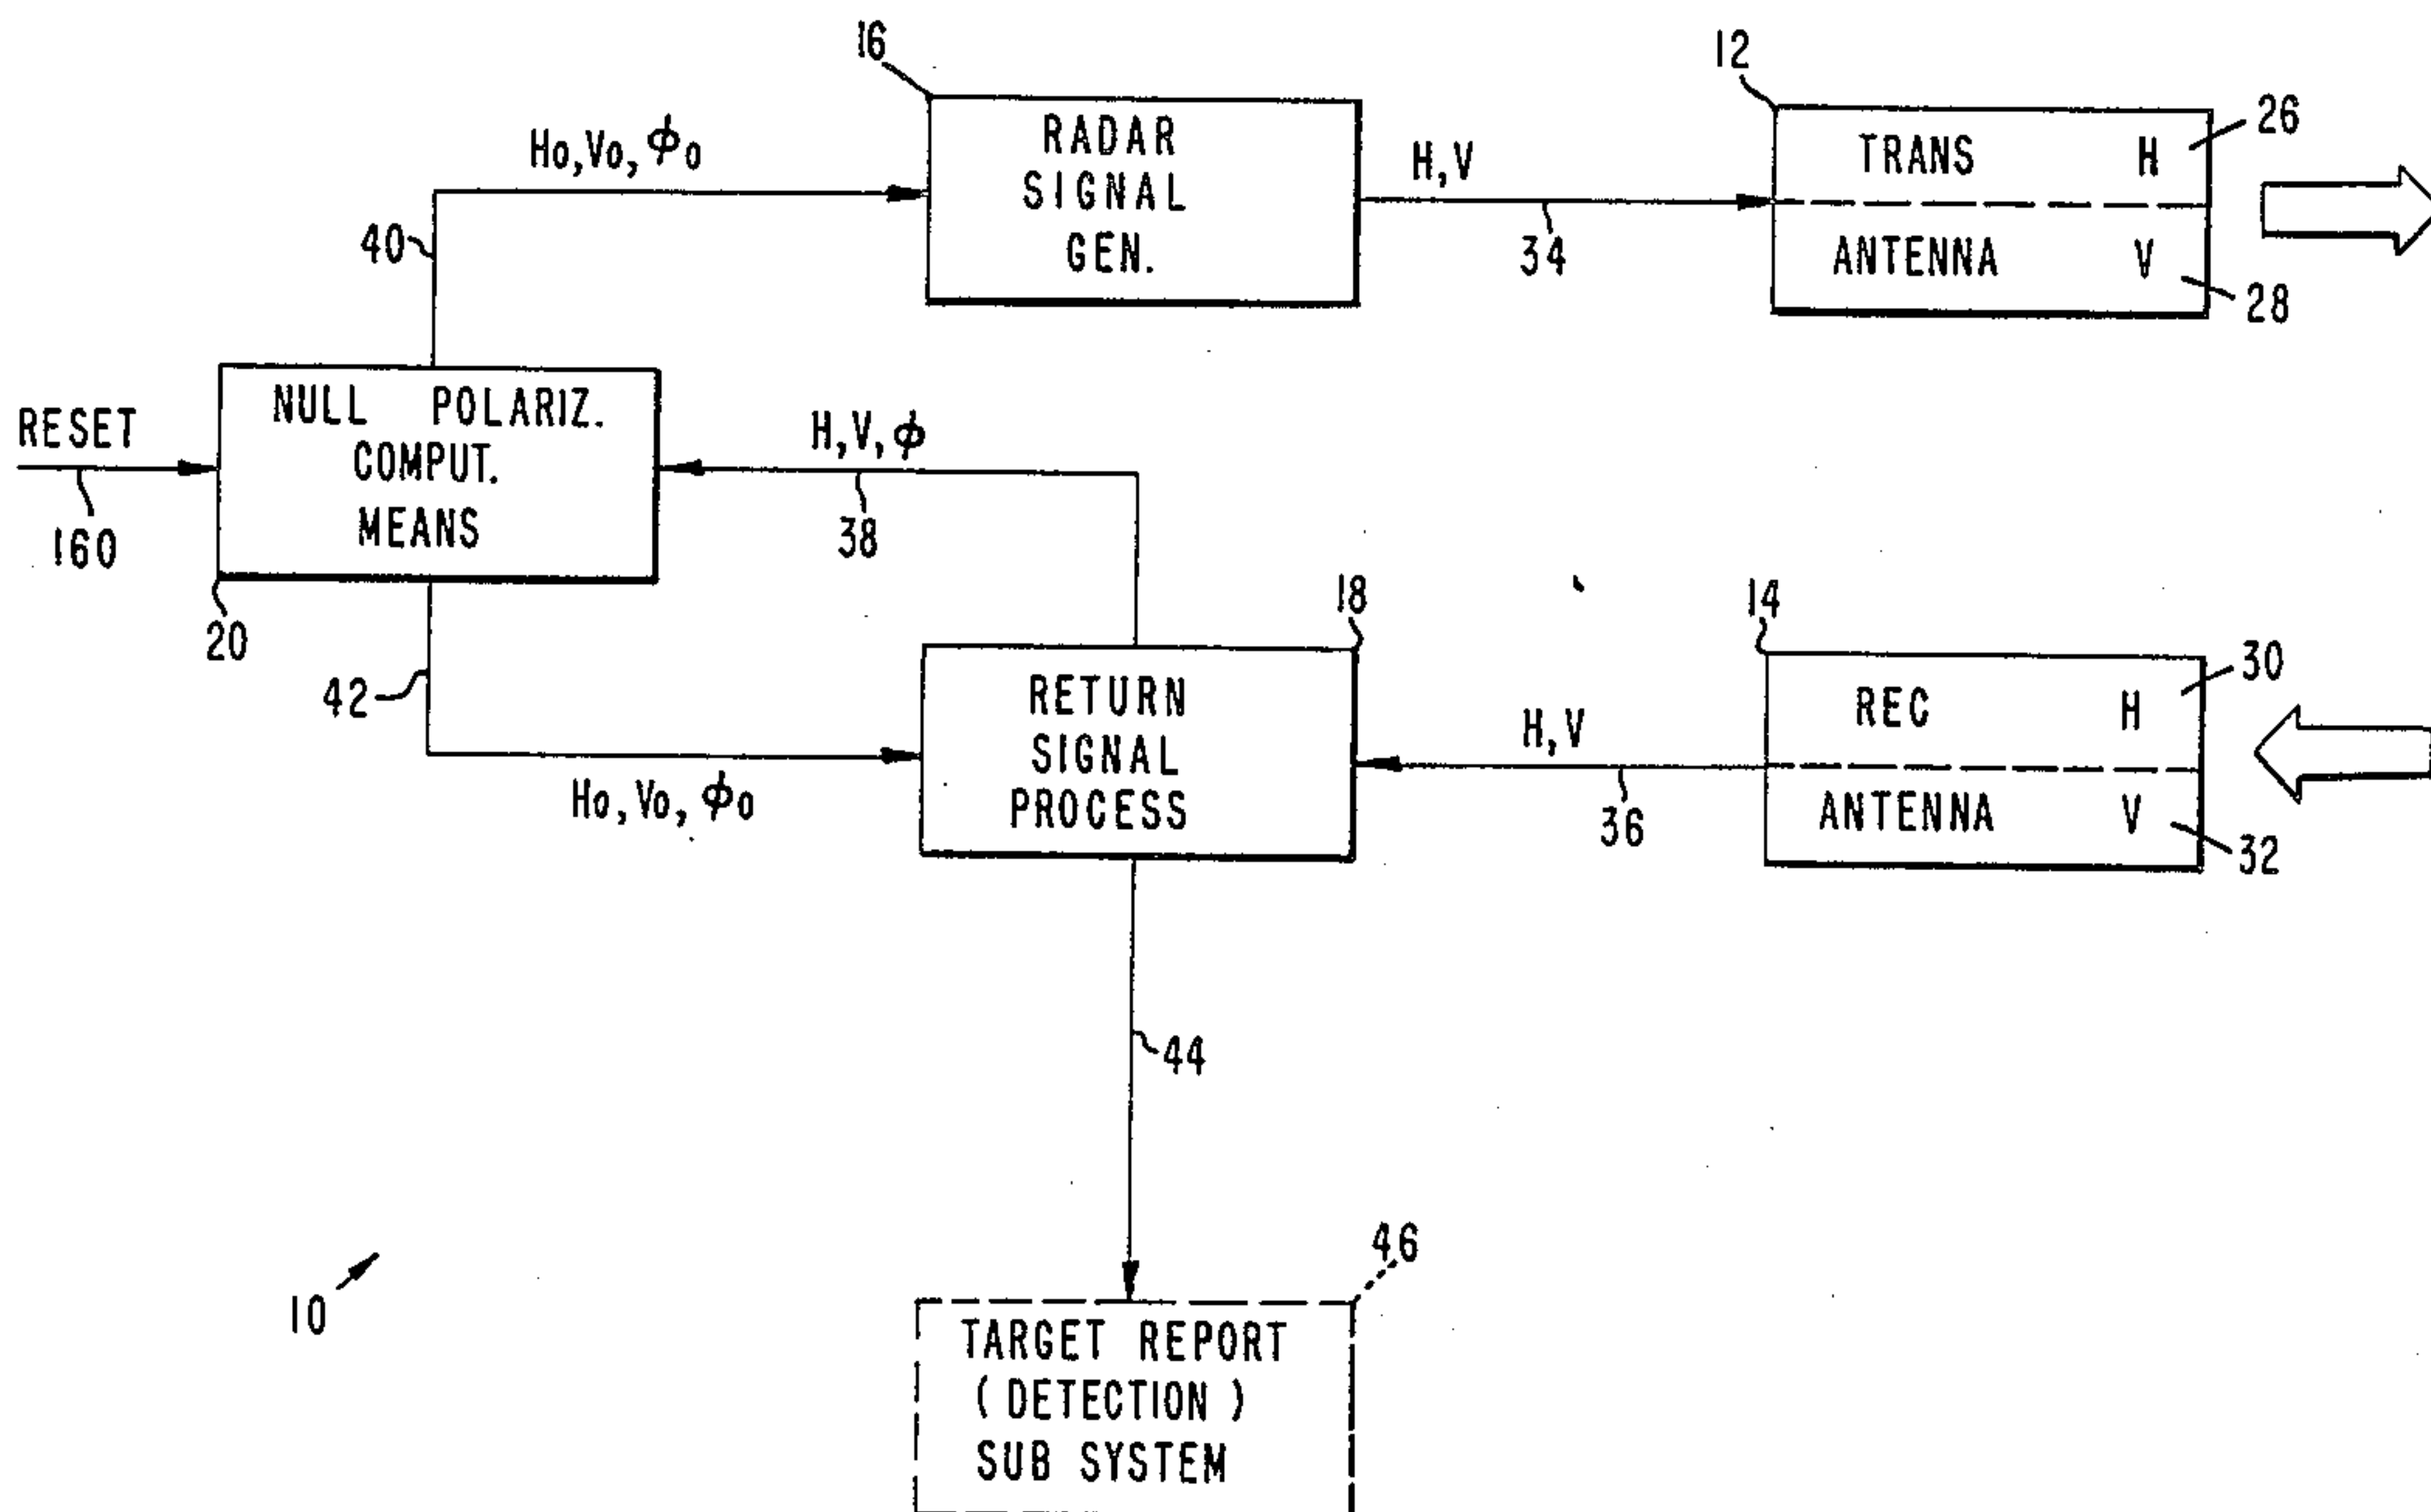 16
12
RADAR
SIGNAL
GEN.
Ho, Vo, ϕ0
H, V
TRANS H
ANTENNA V
26
28
40
34
RESET
160
NULL POLARIZ.
COMPUT.
MEANS
H, V, ϕ
38
20
18
14
42
Ho, Vo, ϕ0
RETURN
SIGNAL
PROCESS
H, V
36
REC H
ANTENNA V
30
32
44
10
46
TARGET REPORT
( DETECTION )
SUB SYSTEM